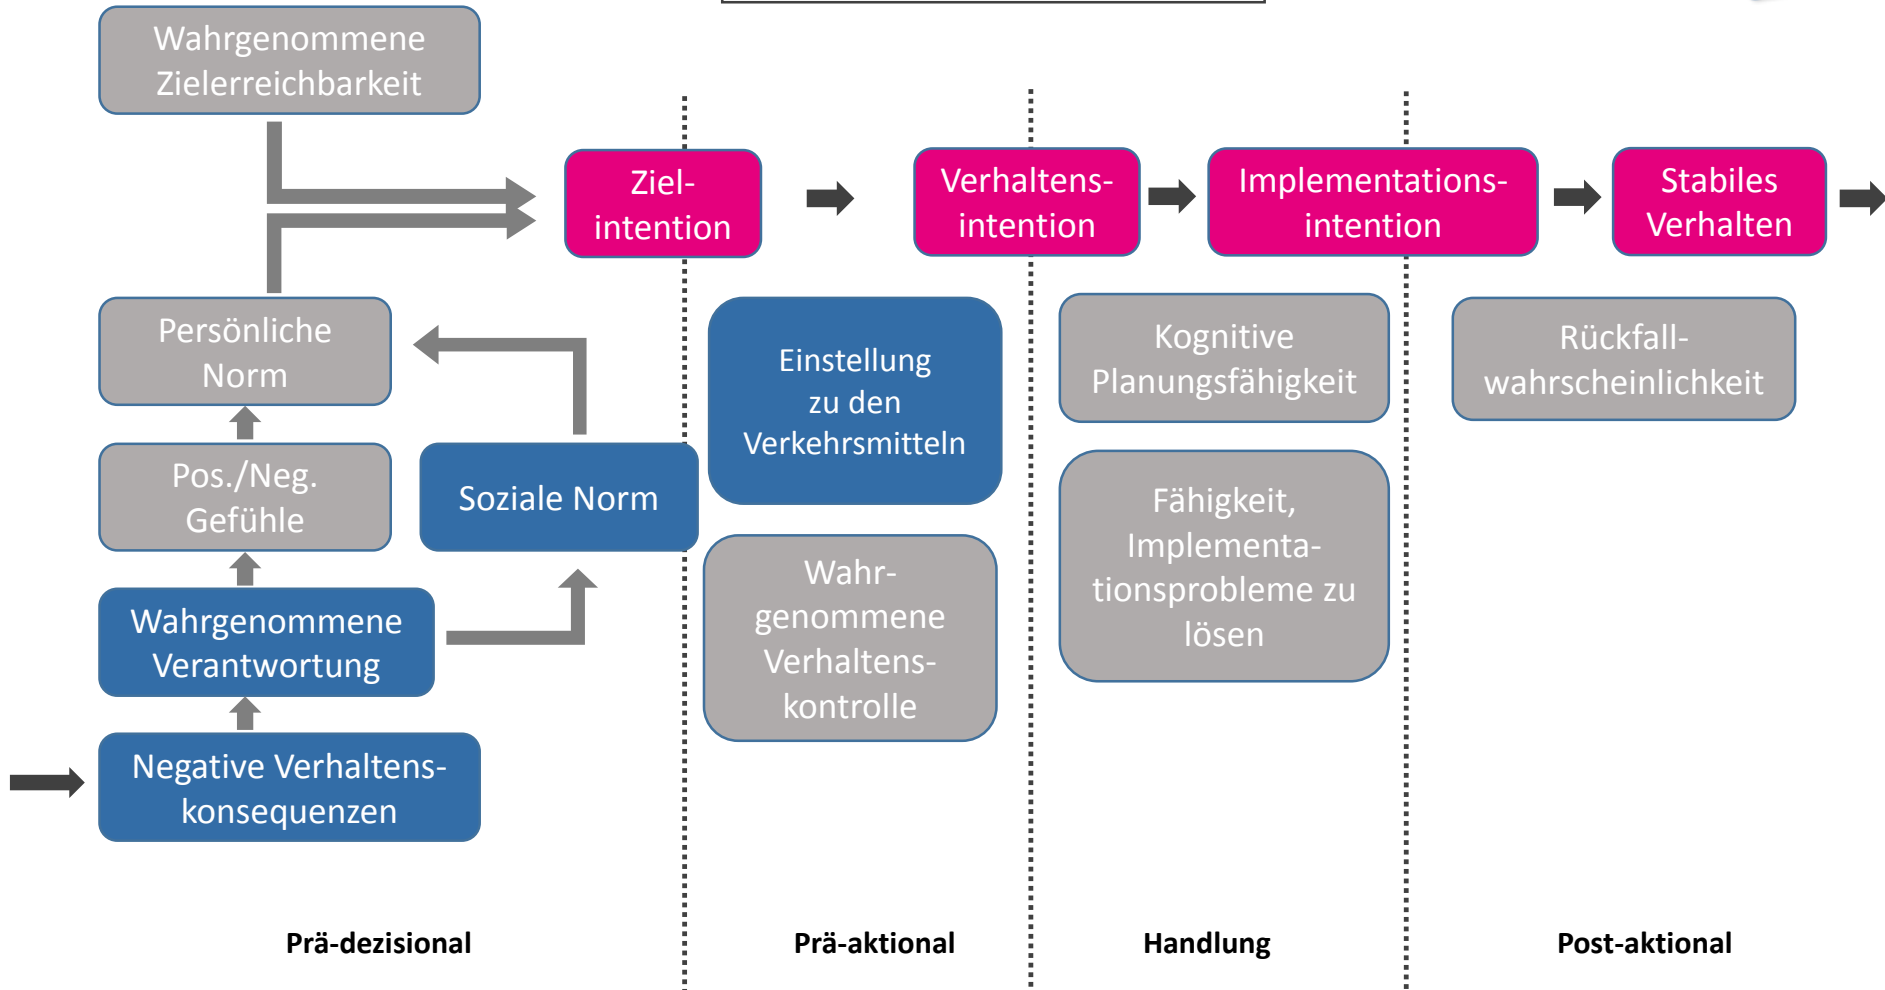 Wahrgenommene
Zielerreichbarkeit
Ziel-
intention
Verhaltens-
intention
Implementations-
intention
Stabiles
Verhalten
Persönliche
Norm
Pos./Neg.
Gefühle
Soziale Norm
Wahrgenommene
Verantwortung
Negative Verhaltens-
konsequenzen
Einstellung
zu den
Verkehrsmitteln
Wahr-
genommene
Verhaltens-
kontrolle
Kognitive
Planungsfähigkeit
Fähigkeit,
Implementa-
tionsprobleme zu
lösen
Rückfall-
wahrscheinlichkeit
Prä-dezisional
Prä-aktional
Handlung
Post-aktional